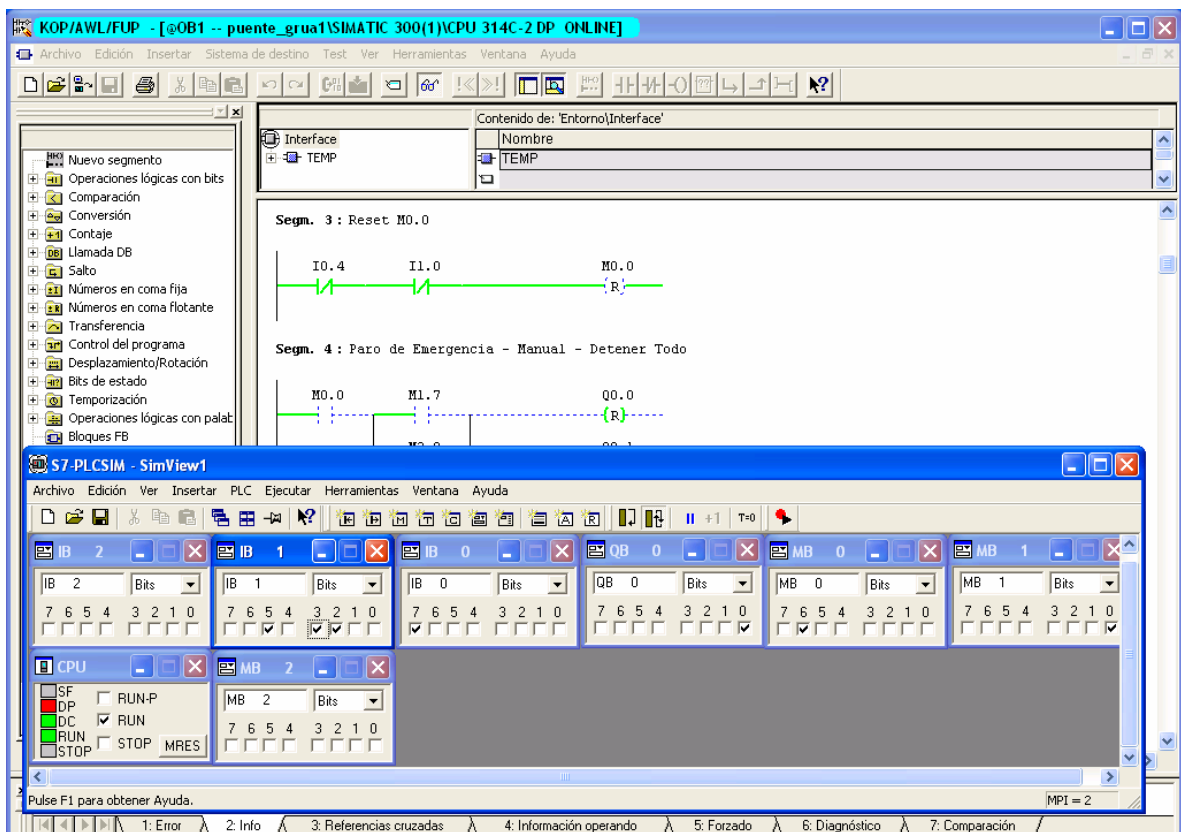 KOP/AWL/FUP - [@OB1 -- puente_grua1\SIMATIC 300(1)\CPU 314C-2 DP ONLINE]
Archivo Edición Insertar Sistema de destino Test Ver Herramientas Ventana Ayuda
Contenido de: 'Entorno\Interface'
Interface
TEMP
Nombre
TEMP
Nuevo segmento
Operaciones lógicas con bits
Comparación
Conversión
Contaje
Llamada DB
Salto
Números en coma fija
Números en coma flotante
Transferencia
Control del programa
Desplazamiento/Rotación
Bits de estado
Temporización
Operaciones lógicas con palab
Bloques FB
Segm. 3 : Reset M0.0
I0.4 I1.0 M0.0
R
Segm. 4 : Paro de Emergencia - Manual - Detener Todo
M0.0 M1.7 Q0.0
R
S7-PLCSIM - SimView1
Archivo Edición Ver Insertar PLC Ejecutar Herramientas Ventana Ayuda
+1 T=0
IB 2 IB 1 IB 0 QB 0 MB 0 MB 1
IB 2 Bits IB 1 Bits IB 0 Bits QB 0 Bits MB 0 Bits MB 1 Bits
7 6 5 4 3 2 1 0 7 6 5 4 3 2 1 0 7 6 5 4 3 2 1 0 7 6 5 4 3 2 1 0 7 6 5 4 3 2 1 0 7 6 5 4 3 2 1 0
CPU MB 2
SF
DP
DC
RUN
STOP
RUN-P
RUN
STOP MRES
MB 2 Bits
7 6 5 4 3 2 1 0
Pulse F1 para obtener Ayuda. MPI = 2
1: Error 2: Info 3: Referencias cruzadas 4: Información operando 5: Forzado 6: Diagnóstico 7: Comparación